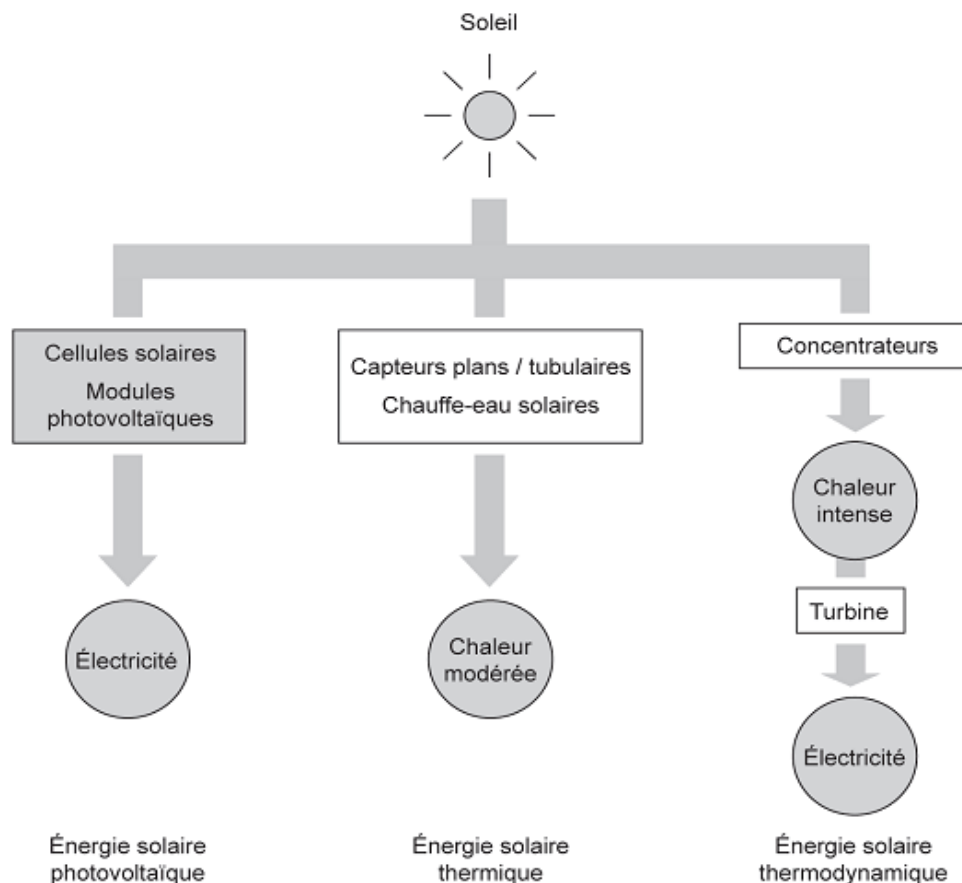 Soleil
Cellules solaires
Modules
photovoltaïques
Électricité
Énergie solaire
photovoltaïque
Capteurs plans / tubulaires
Chauffe-eau solaires
Chaleur
modérée
Énergie solaire
thermique
Concentrateurs
Chaleur
intense
Turbine
Électricité
Énergie solaire
thermodynamique